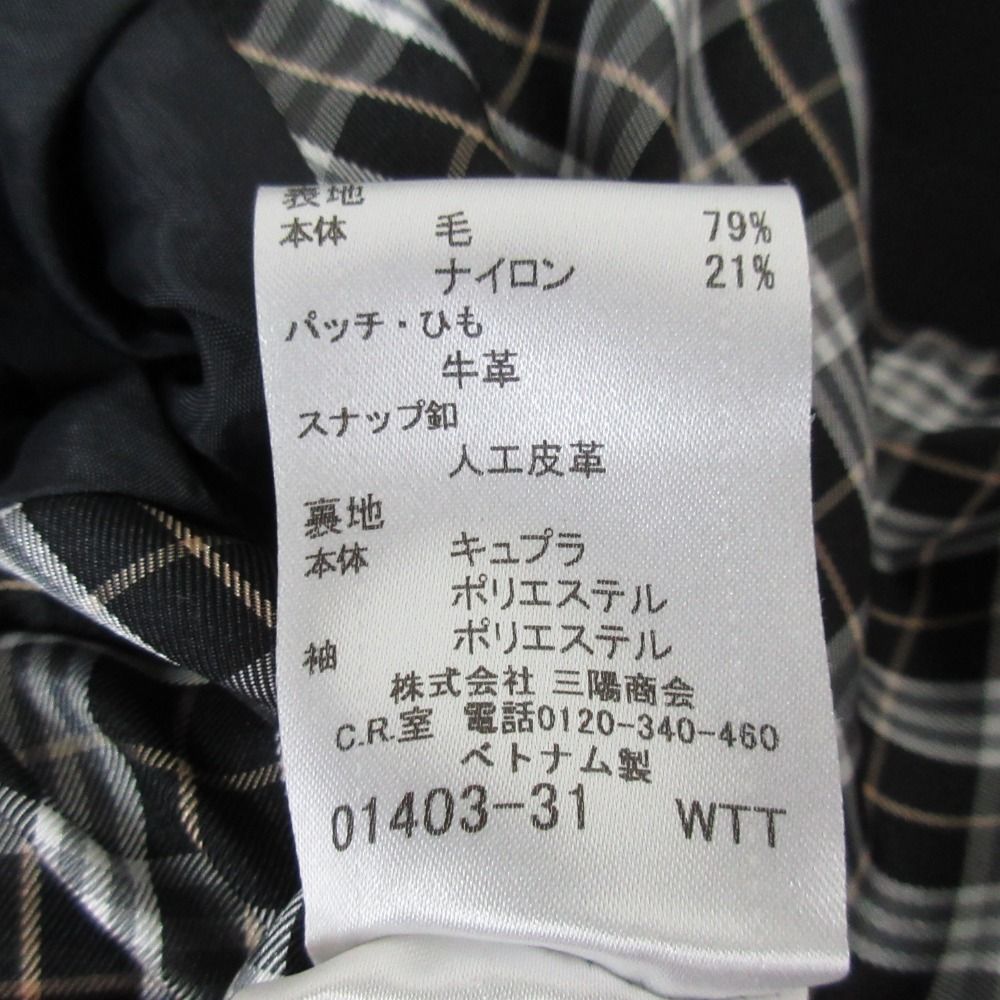 表地
本体 毛 79%
ナイロン 21%
パッチ・ひも
牛革
スナップ釦
人工皮革
裏地
本体 キュプラ
ポリエステル
袖 ポリエステル
株式会社 三陽商会
C.R.室 電話0120-340-460
ベトナム製
01403-31 WTT